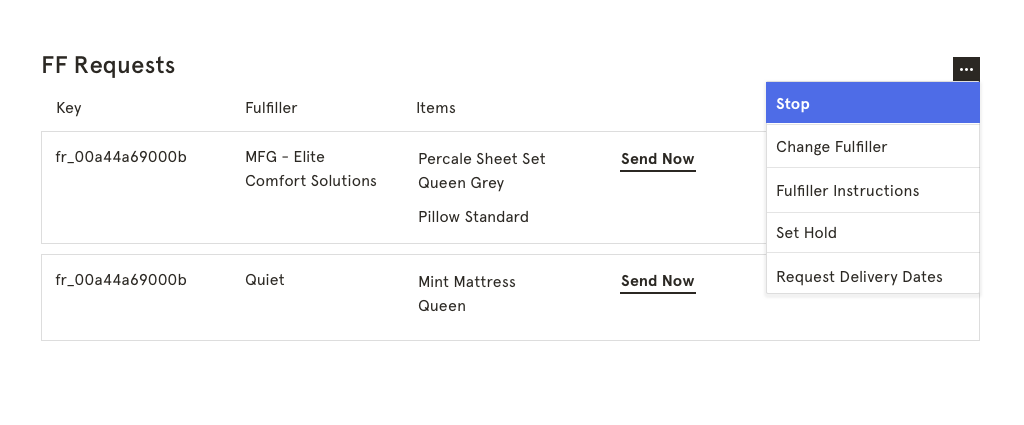 FF Requests
...
Key Fulfiller Items
Stop
Change Fulfiller
Fulfiller Instructions
Set Hold
Request Delivery Dates
fr_00a44a69000b MFG - Elite Percale Sheet Set Send Now
Comfort Solutions Queen Grey
Pillow Standard
fr_00a44a69000b Quiet Mint Mattress Send Now
Queen